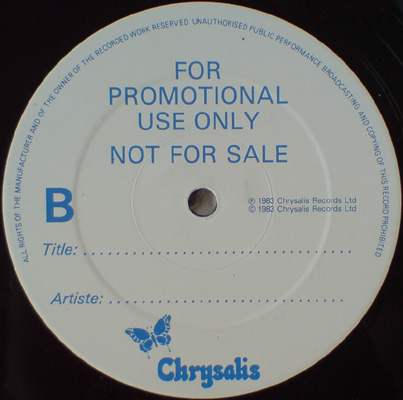 ALL RIGHTS OF THE MANUFACTURER AND OF THE OWNER OF THE RECORDED WORK RESERVED UNAUTHORISED PUBLIC PERFORMANCE BROADCASTING AND COPYING OF THIS RECORD PROHIBITED
FOR
PROMOTIONAL
USE ONLY
NOT FOR SALE
B
℗ 1983 Chrysalis Records Ltd
© 1983 Chrysalis Records Ltd
Title: ......................................
Artiste: ..................................
Chrysalis